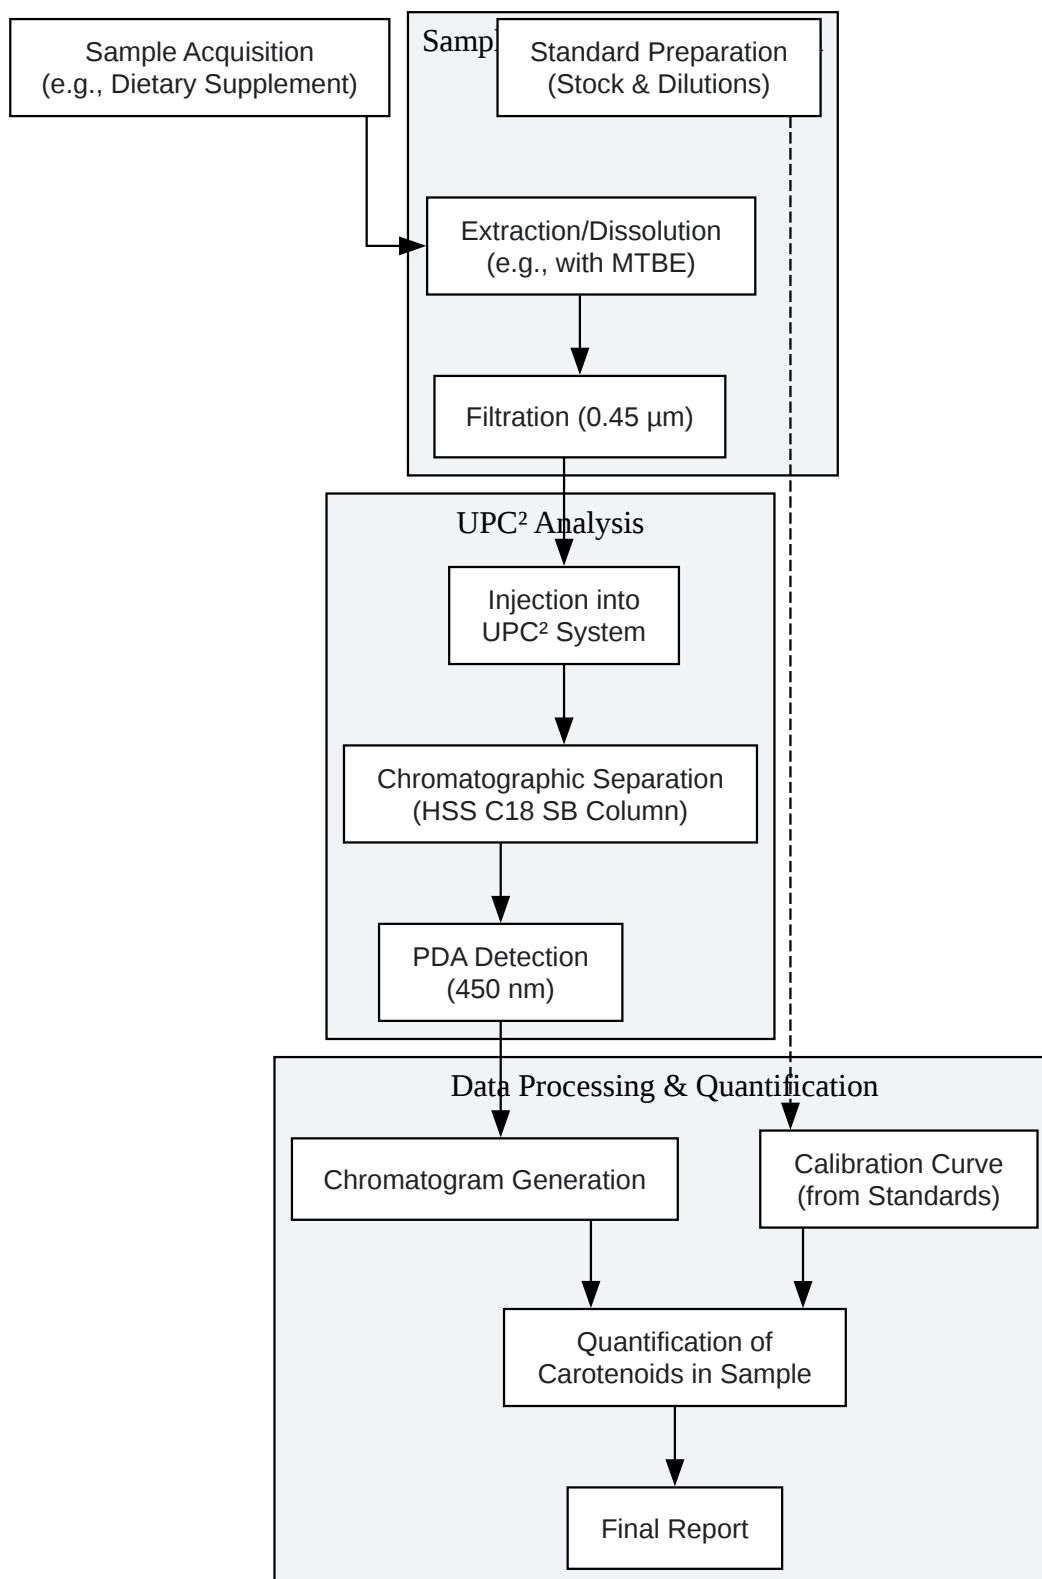 Sample Acquisition
(e.g., Dietary Supplement)
Standard Preparation
(Stock & Dilutions)
Extraction/Dissolution
(e.g., with MTBE)
Filtration (0.45 µm)
UPC² Analysis
Injection into
UPC² System
Chromatographic Separation
(HSS C18 SB Column)
PDA Detection
(450 nm)
Data Processing & Quantification
Chromatogram Generation
Calibration Curve
(from Standards)
Quantification of
Carotenoids in Sample
Final Report